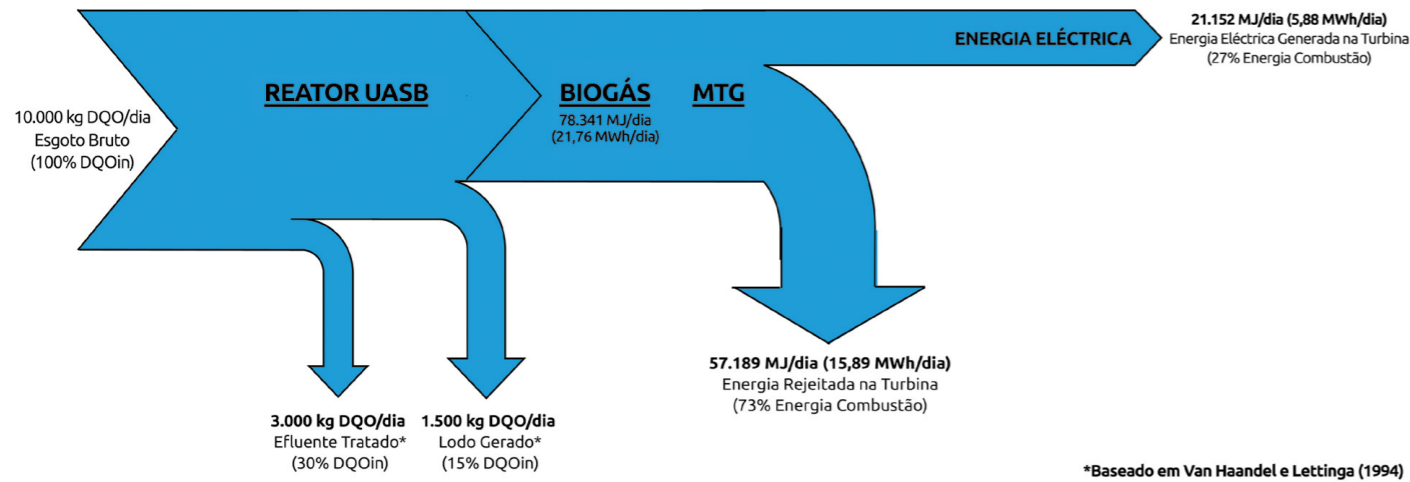 10.000 kg DQO/dia
Esgoto Bruto
(100% DQOin)
REATOR UASB
BIOGÁS
78.341 MJ/dia
(21,76 MWh/dia)
MTG
ENERGIA ELÉCTRICA
21.152 MJ/dia (5,88 MWh/dia)
Energia Eléctrica Generada na Turbina
(27% Energia Combustão)
3.000 kg DQO/dia
Efluente Tratado*
(30% DQOin)
1.500 kg DQO/dia
Lodo Gerado*
(15% DQOin)
57.189 MJ/dia (15,89 MWh/dia)
Energia Rejeitada na Turbina
(73% Energia Combustão)
*Baseado em Van Haandel e Lettinga (1994)